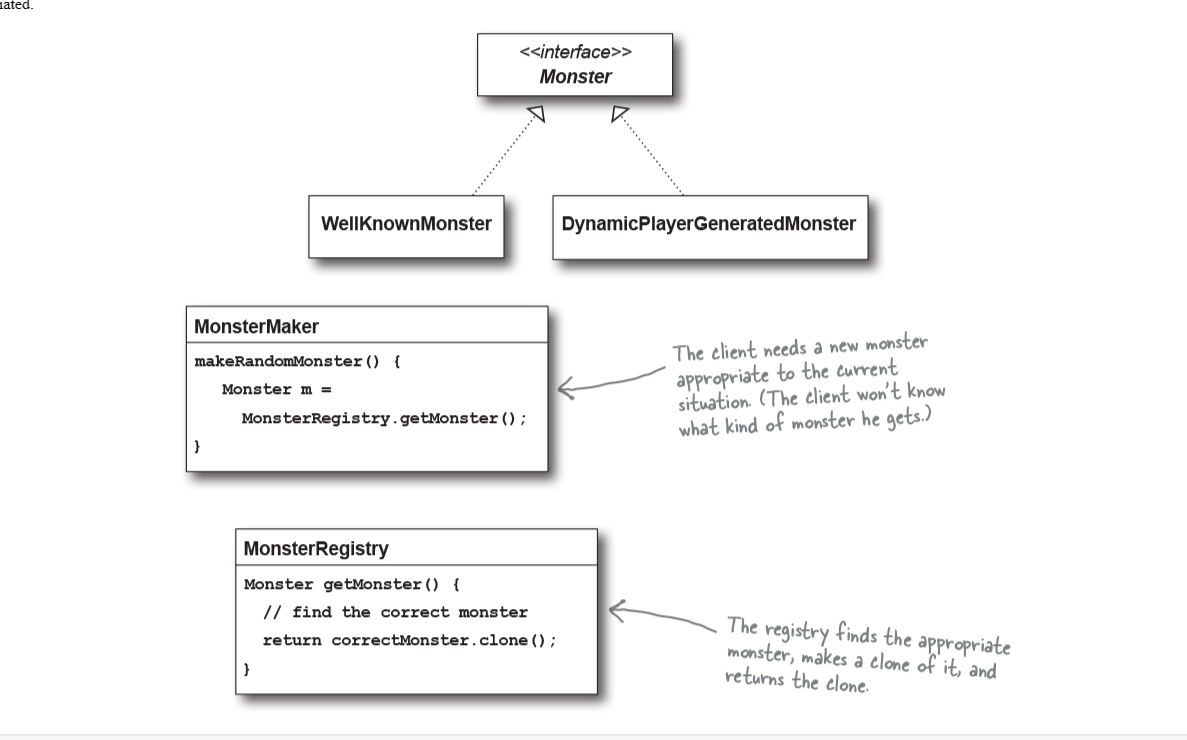 <<interface>>
Monster
WellKnownMonster
DynamicPlayerGeneratedMonster
MonsterMaker
makeRandomMonster() {
Monster m =
MonsterRegistry.getMonster();
}
The client needs a new monster
appropriate to the current
situation. (The client won't know
what kind of monster he gets.)
MonsterRegistry
Monster getMonster() {
// find the correct monster
return correctMonster.clone();
}
The registry finds the appropriate
monster, makes a clone of it, and
returns the clone.